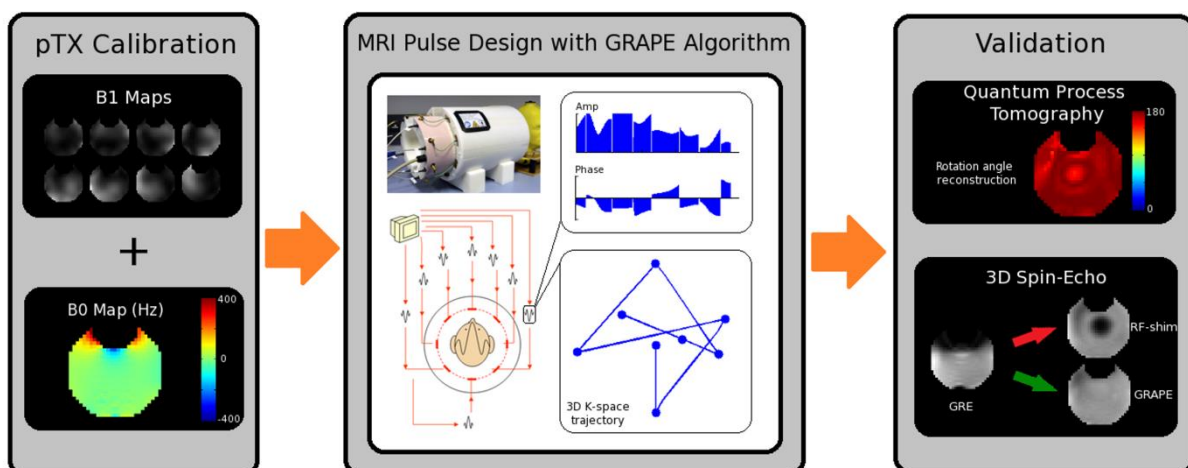 pTX Calibration
B1 Maps
+
B0 Map (Hz)
400
0
-400
MRI Pulse Design with GRAPE Algorithm
Amp
Phase
3D K-space
trajectory
Validation
Quantum Process
Tomography
Rotation angle
reconstruction
180
0
3D Spin-Echo
GRE
RF-shim
GRAPE